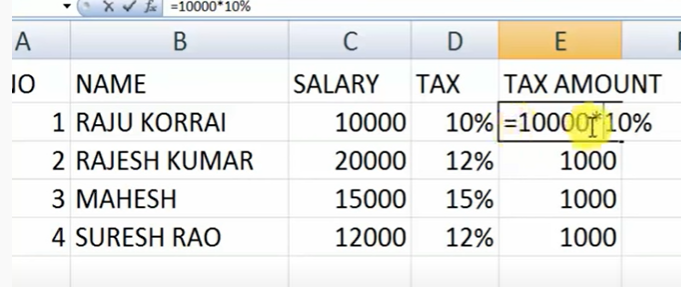 =10000*10%
A B C D E
NO NAME SALARY TAX TAX AMOUNT
1 RAJU KORRAI 10000 10% =10000*10%
2 RAJESH KUMAR 20000 12% 1000
3 MAHESH 15000 15% 1000
4 SURESH RAO 12000 12% 1000